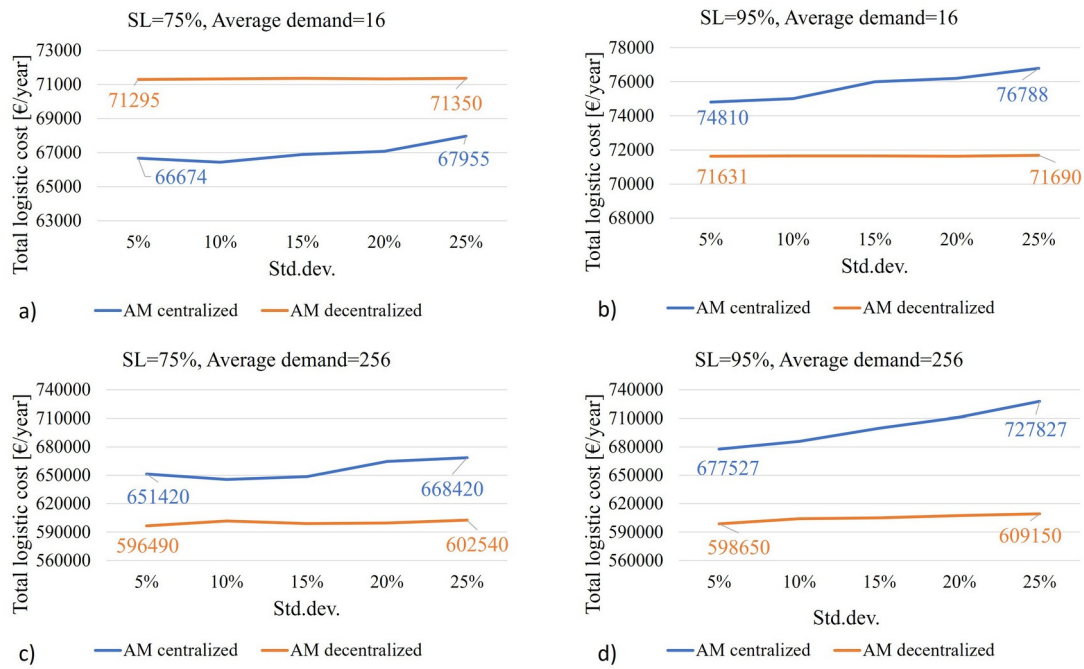 SL=75%, Average demand=16
Total logistic cost [€/year]
73000
71000
69000
67000
65000
63000
71295
71350
66674
67955
5% 10% 15% 20% 25%
Std.dev.
a)
AM centralized AM decentralized
SL=95%, Average demand=16
Total logistic cost [€/year]
78000
76000
74000
72000
70000
68000
74810
76788
71631
71690
5% 10% 15% 20% 25%
Std.dev.
b)
AM centralized AM decentralized
SL=75%, Average demand=256
Total logistic cost [€/year]
740000
710000
680000
650000
620000
590000
560000
651420
668420
596490
602540
5% 10% 15% 20% 25%
Std.dev.
c)
AM centralized AM decentralized
SL=95%, Average demand=256
Total logistic cost [€/year]
740000
710000
680000
650000
620000
590000
560000
677527
727827
598650
609150
5% 10% 15% 20% 25%
Std.dev.
d)
AM centralized AM decentralized